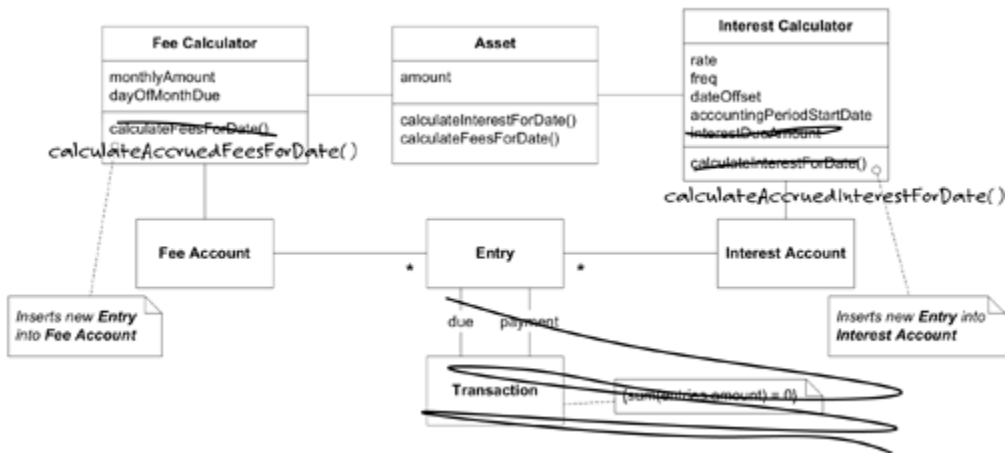 Fee Calculator
monthlyAmount
dayOfMonthDue
calculateFeesForDate()
calculateAccruedFeesForDate()
Asset
amount
calculateInterestForDate()
calculateFeesForDate()
Interest Calculator
rate
freq
dateOffset
accountingPeriodStartDate
interestDueAmount
calculateInterestForDate()
calculateAccruedInterestForDate()
Fee Account
*
Entry
*
Interest Account
Inserts new Entry
into Fee Account
due
payment
Inserts new Entry into
Interest Account
Transaction
{sum(entries.amount) = 0}